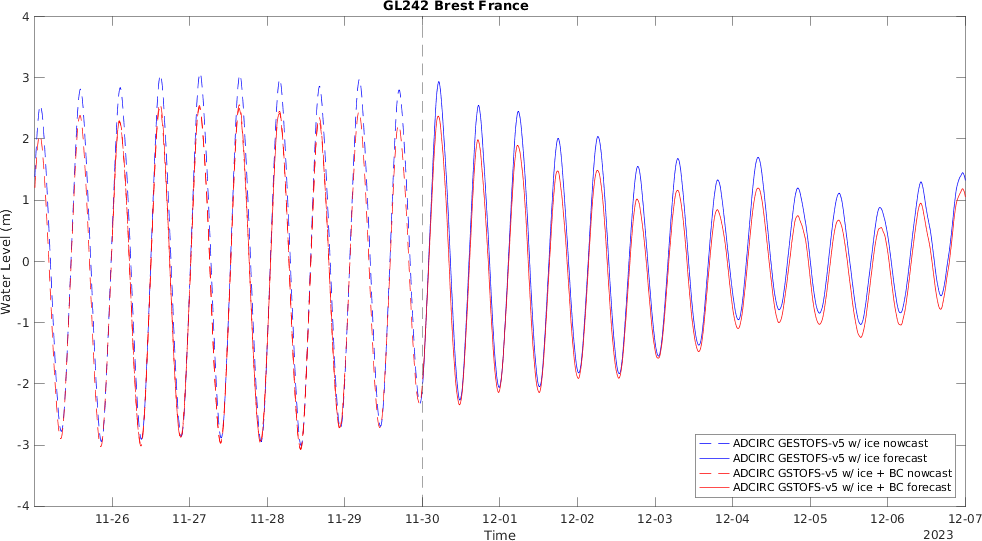 GL242 Brest France
4
3
2
1
0
-1
-2
-3
-4
Water Level (m)
ADCIRC GESTOFS-v5 w/ ice nowcast
ADCIRC GESTOFS-v5 w/ ice forecast
ADCIRC GSTOFS-v5 w/ ice + BC nowcast
ADCIRC GSTOFS-v5 w/ ice + BC forecast
11-26 11-27 11-28 11-29 11-30 12-01 12-02 12-03 12-04 12-05 12-06 12-07
Time
2023